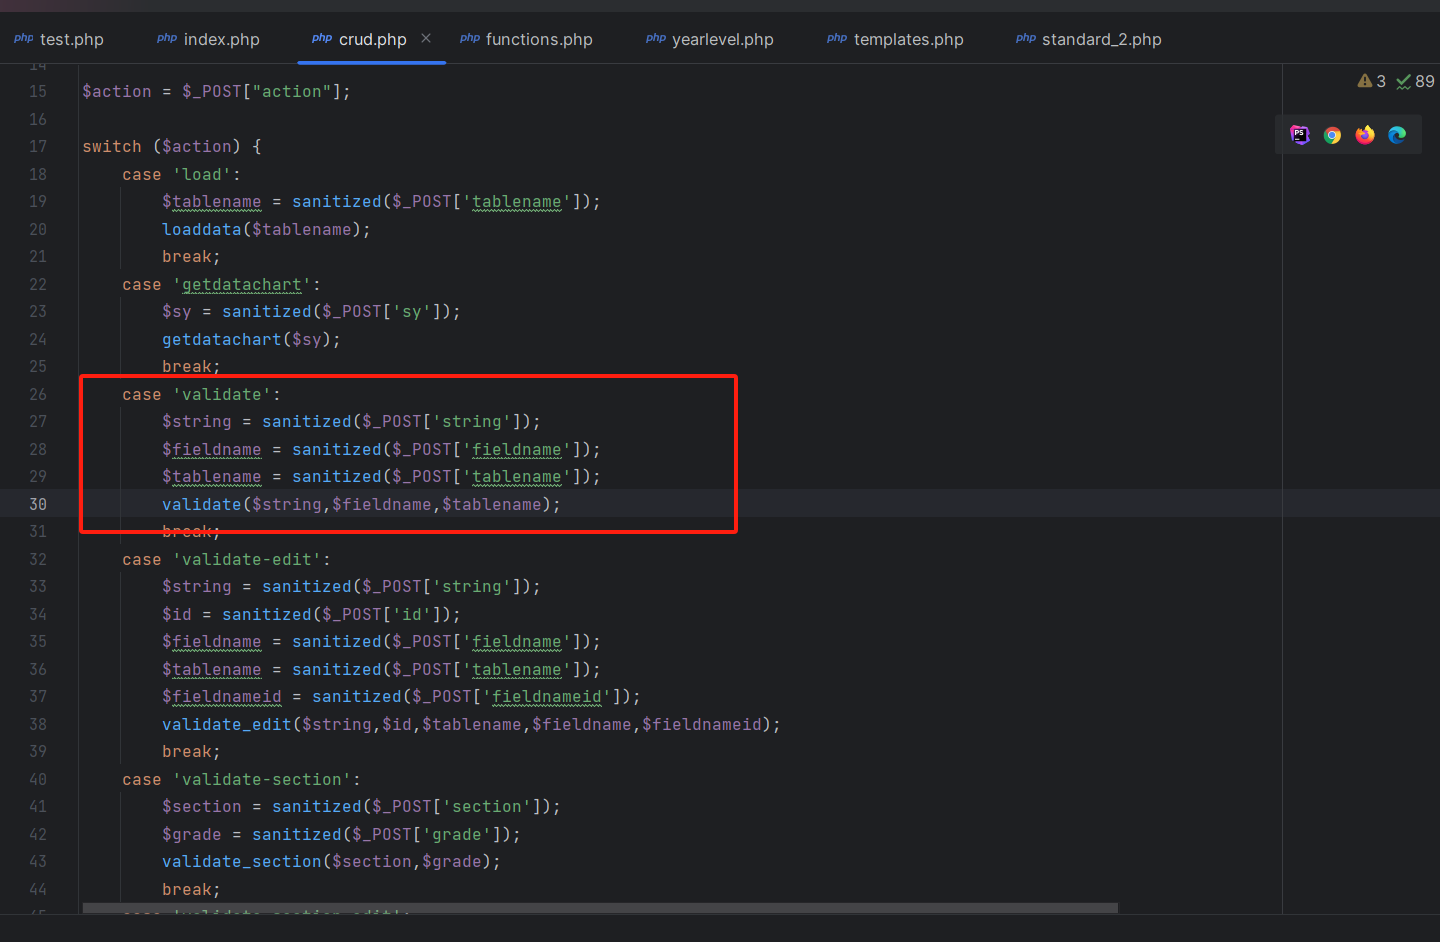 php test.php php index.php php crud.php × php functions.php php yearlevel.php php templates.php php standard_2.php
14
3 89
15 $action = $_POST["action"];
16
17 switch ($action) {
18 case 'load':
19 $tablename = sanitized($_POST['tablename']);
20 loaddata($tablename);
21 break;
22 case 'getdatachart':
23 $sy = sanitized($_POST['sy']);
24 getdatachart($sy);
25 break;
26 case 'validate':
27 $string = sanitized($_POST['string']);
28 $fieldname = sanitized($_POST['fieldname']);
29 $tablename = sanitized($_POST['tablename']);
30 validate($string,$fieldname,$tablename);
31 break;
32 case 'validate-edit':
33 $string = sanitized($_POST['string']);
34 $id = sanitized($_POST['id']);
35 $fieldname = sanitized($_POST['fieldname']);
36 $tablename = sanitized($_POST['tablename']);
37 $fieldnameid = sanitized($_POST['fieldnameid']);
38 validate_edit($string,$id,$tablename,$fieldname,$fieldnameid);
39 break;
40 case 'validate-section':
41 $section = sanitized($_POST['section']);
42 $grade = sanitized($_POST['grade']);
43 validate_section($section,$grade);
44 break;